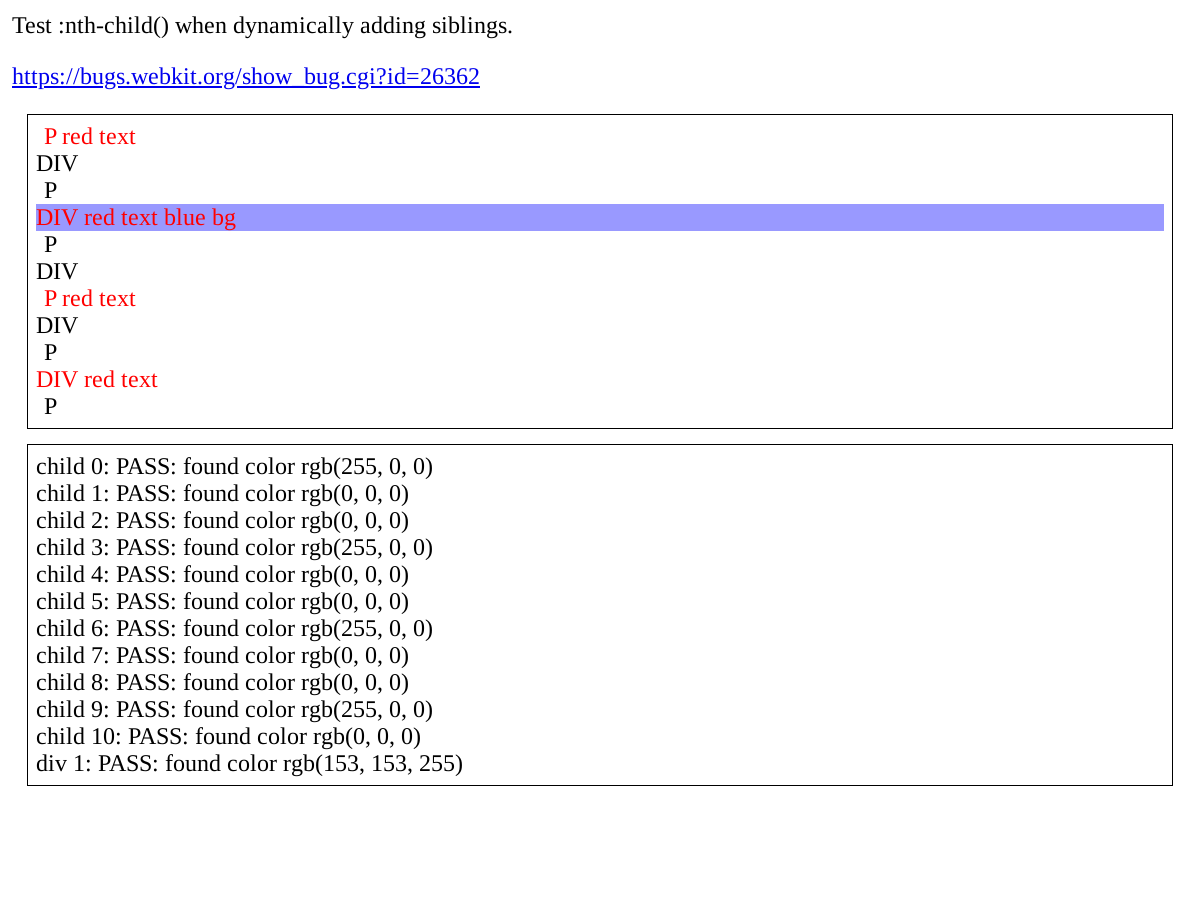 Test :nth-child() when dynamically adding siblings.
https://bugs.webkit.org/show_bug.cgi?id=26362
P red text
DIV
P
DIV red text blue bg
P
DIV
P red text
DIV
P
DIV red text
P
child 0: PASS: found color rgb(255, 0, 0)
child 1: PASS: found color rgb(0, 0, 0)
child 2: PASS: found color rgb(0, 0, 0)
child 3: PASS: found color rgb(255, 0, 0)
child 4: PASS: found color rgb(0, 0, 0)
child 5: PASS: found color rgb(0, 0, 0)
child 6: PASS: found color rgb(255, 0, 0)
child 7: PASS: found color rgb(0, 0, 0)
child 8: PASS: found color rgb(0, 0, 0)
child 9: PASS: found color rgb(255, 0, 0)
child 10: PASS: found color rgb(0, 0, 0)
div 1: PASS: found color rgb(153, 153, 255)